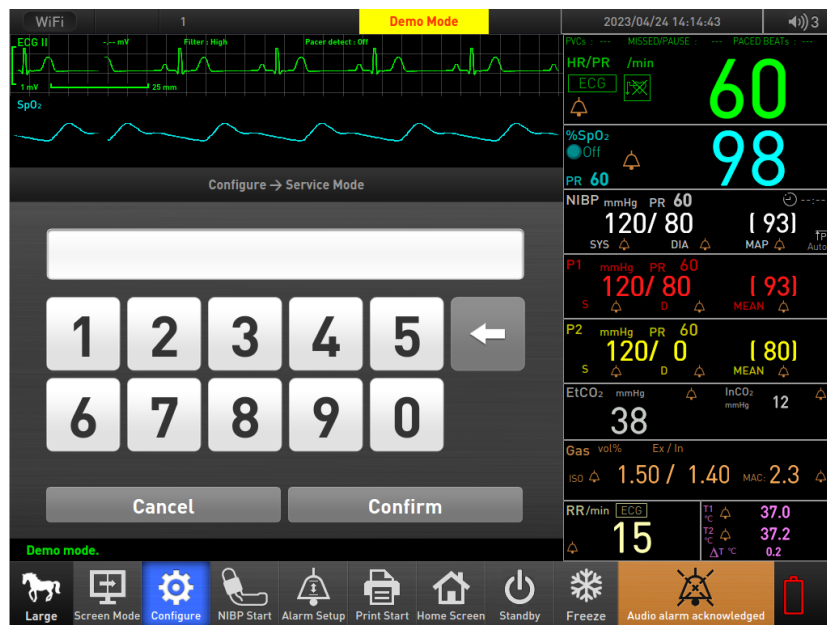 WiFi 1 Demo Mode 2023/04/24 14:14:43 3
ECG II -.-- mV Filter : High Pacer detect : Off
1 mV 25 mm
SpO₂
PVCs : --- MISSED/PAUSE : --- PACED BEATs : ---
HR/PR /min
ECG
60
%SpO₂
Off
98
PR 60
NIBP mmHg PR 60 --:--
120/ 80 ( 93)
SYS DIA MAP
P
Auto
P1 mmHg PR 60
120/ 80 ( 93)
S D MEAN
P2 mmHg PR 60
120/ 0 ( 80)
S D MEAN
EtCO₂ mmHg InCO₂
mmHg 12
38
Gas vol% Ex / In
ISO 1.50 / 1.40 MAC: 2.3
RR/min ECG
15
T1 °C 37.0
T2 °C 37.2
ΔT °C 0.2
Configure → Service Mode
1 2 3 4 5
6 7 8 9 0
Cancel Confirm
Demo mode.
Large Screen Mode Configure NIBP Start Alarm Setup Print Start Home Screen Standby Freeze Audio alarm acknowledged